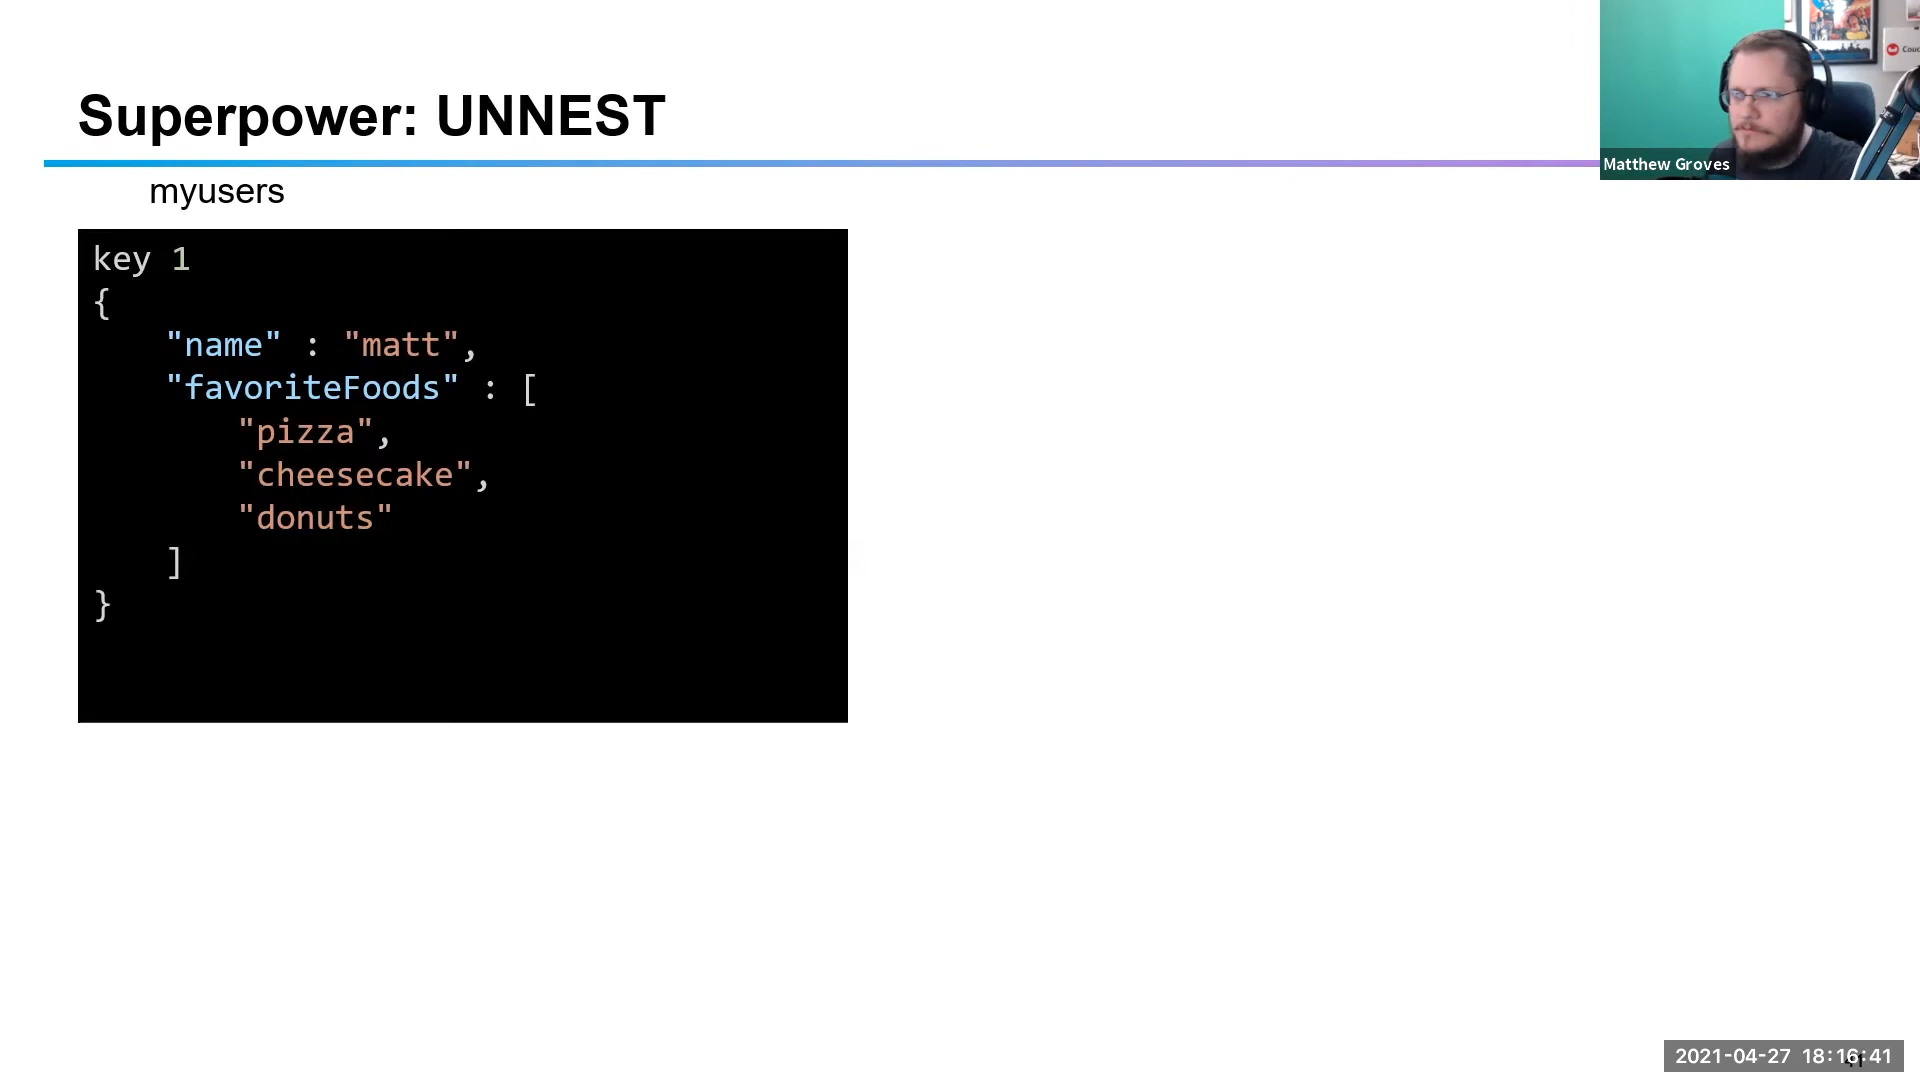 Superpower: UNNEST
Matthew Groves
myusers
key 1
{
"name" : "matt",
"favoriteFoods" : [
"pizza",
"cheesecake",
"donuts"
]
}
2021-04-27 18:16:41